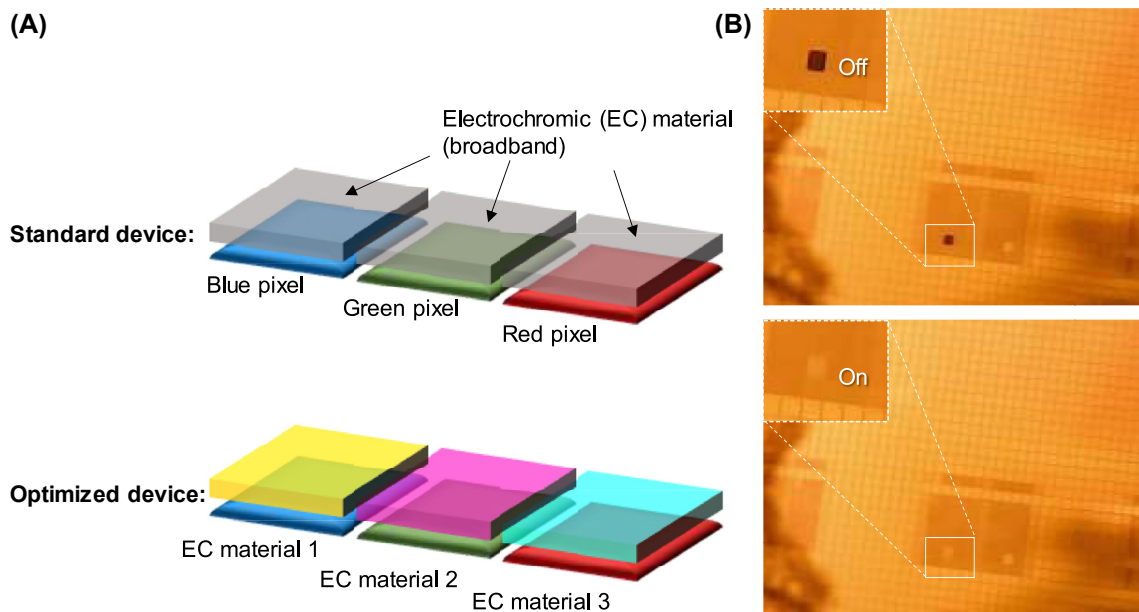 (A)
Electrochromic (EC) material
(broadband)
Standard device:
Blue pixel
Green pixel
Red pixel
Optimized device:
EC material 1
EC material 2
EC material 3
(B)
Off
On